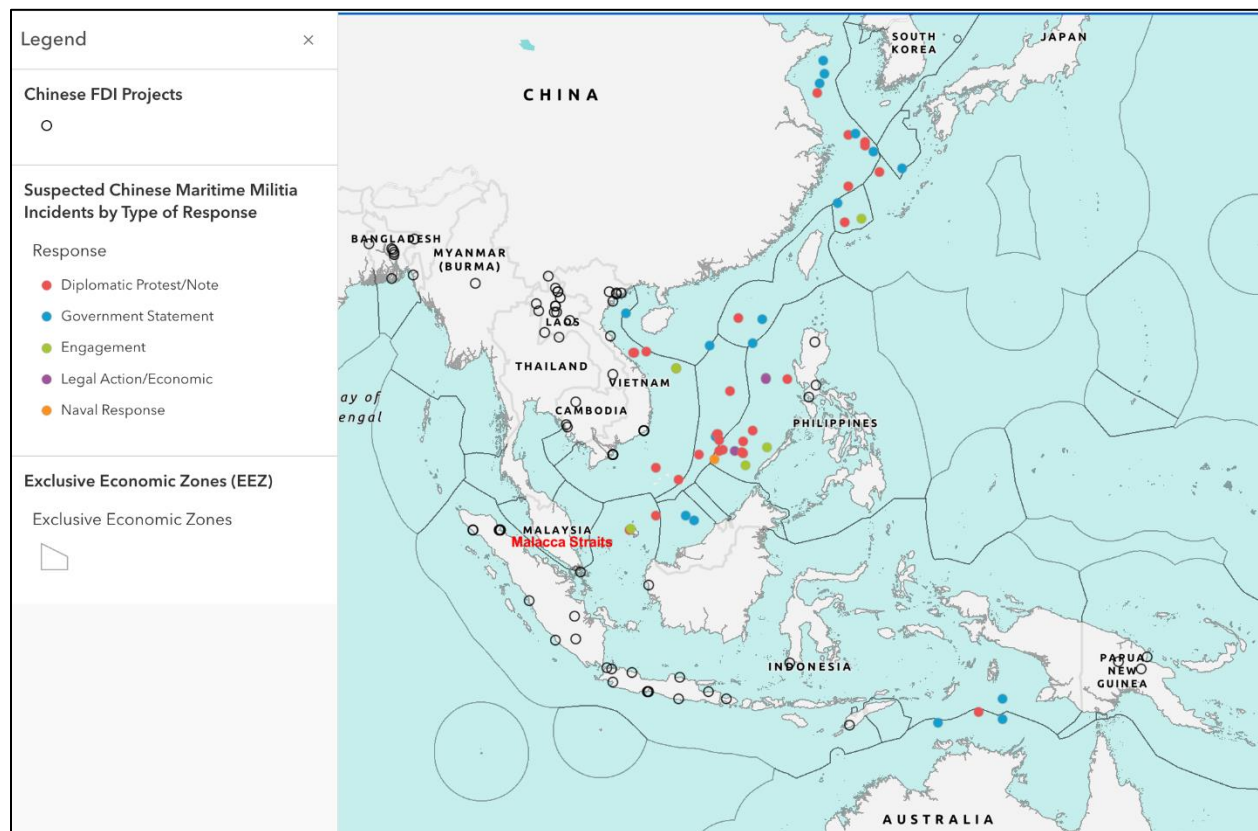 Legend ×
Chinese FDI Projects
Suspected Chinese Maritime Militia
Incidents by Type of Response
Response
Diplomatic Protest/Note
Government Statement
Engagement
Legal Action/Economic
Naval Response
Exclusive Economic Zones (EEZ)
Exclusive Economic Zones
SOUTH
KOREA
JAPAN
CHINA
BANGLADESH
MYANMAR
(BURMA)
LAOS
THAILAND
VIETNAM
ay of
engal
CAMBODIA
PHILIPPINES
MALAYSIA
Malacca Straits
INDONESIA
PAPUA
NEW
GUINEA
AUSTRALIA